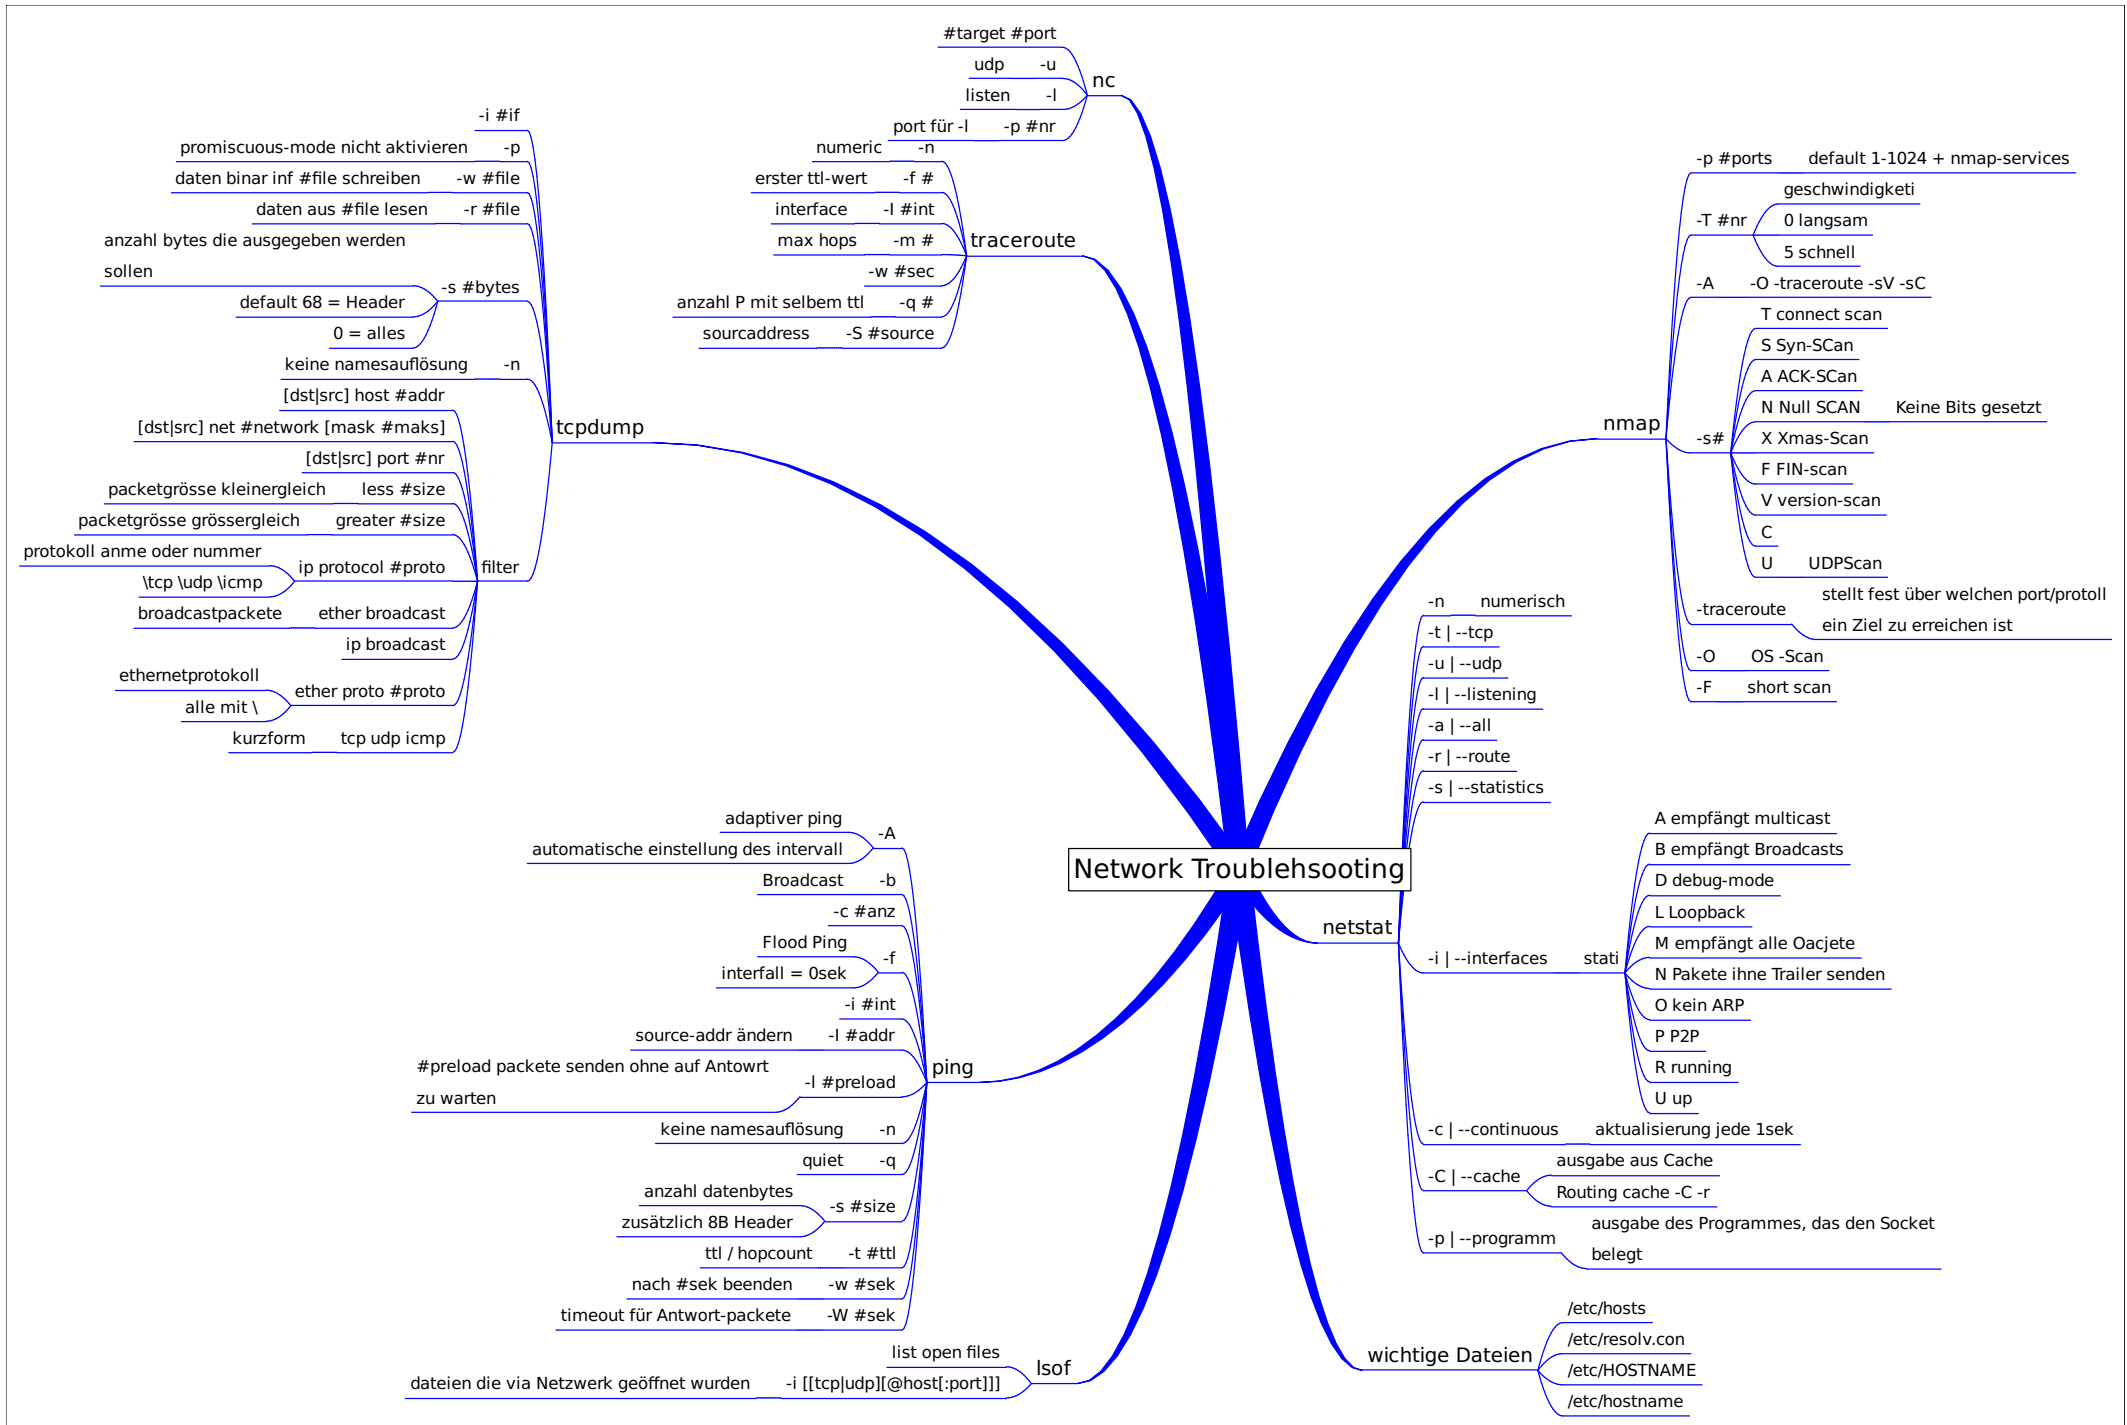 Network Troublehsooting
nc
#target #port
udp -u
listen -l
port für -l -p #nr
traceroute
numeric -n
erster ttl-wert -f #
interface -I #int
max hops -m #
-w #sec
anzahl P mit selbem ttl -q #
sourcaddress -S #source
tcpdump
-i #if
promiscuous-mode nicht aktivieren -p
daten binar inf #file schreiben -w #file
daten aus #file lesen -r #file
anzahl bytes die ausgegeben werden
sollen
-s #bytes
default 68 = Header
0 = alles
keine namesauflösung -n
filter
[dst|src] host #addr
[dst|src] net #network [mask #maks]
[dst|src] port #nr
packetgrösse kleinergleich less #size
packetgrösse grössergleich greater #size
protokoll anme oder nummer
ip protocol #proto
\tcp \udp \icmp
broadcastpackete ether broadcast
ip broadcast
ethernetprotokoll
ether proto #proto
alle mit \
kurzform tcp udp icmp
ping
adaptiver ping
-A
automatische einstellung des intervall
Broadcast -b
-c #anz
Flood Ping
-f
interfall = 0sek
-i #int
source-addr ändern -I #addr
#preload packete senden ohne auf Antowrt
-l #preload
zu warten
keine namesauflösung -n
quiet -q
anzahl datenbytes
-s #size
zusätzlich 8B Header
ttl / hopcount -t #ttl
nach #sek beenden -w #sek
timeout für Antwort-packete -W #sek
lsof
list open files
dateien die via Netzwerk geöffnet wurden -i [[tcp|udp][@host[:port]]]
nmap
-p #ports default 1-1024 + nmap-services
geschwindigketi
-T #nr
0 langsam
5 schnell
-A -O -traceroute -sV -sC
-s#
T connect scan
S Syn-SCan
A ACK-SCan
N Null SCAN Keine Bits gesetzt
X Xmas-Scan
F FIN-scan
V version-scan
C
U UDPScan
-traceroute
stellt fest über welchen port/protoll
ein Ziel zu erreichen ist
-O OS -Scan
-F short scan
netstat
-n numerisch
-t | --tcp
-u | --udp
-l | --listening
-a | --all
-r | --route
-s | --statistics
-i | --interfaces stati
A empfängt multicast
B empfängt Broadcasts
D debug-mode
L Loopback
M empfängt alle Oacjete
N Pakete ihne Trailer senden
O kein ARP
P P2P
R running
U up
-c | --continuous aktualisierung jede 1sek
-C | --cache
ausgabe aus Cache
Routing cache -C -r
-p | --programm
ausgabe des Programmes, das den Socket
belegt
wichtige Dateien
/etc/hosts
/etc/resolv.con
/etc/HOSTNAME
/etc/hostname